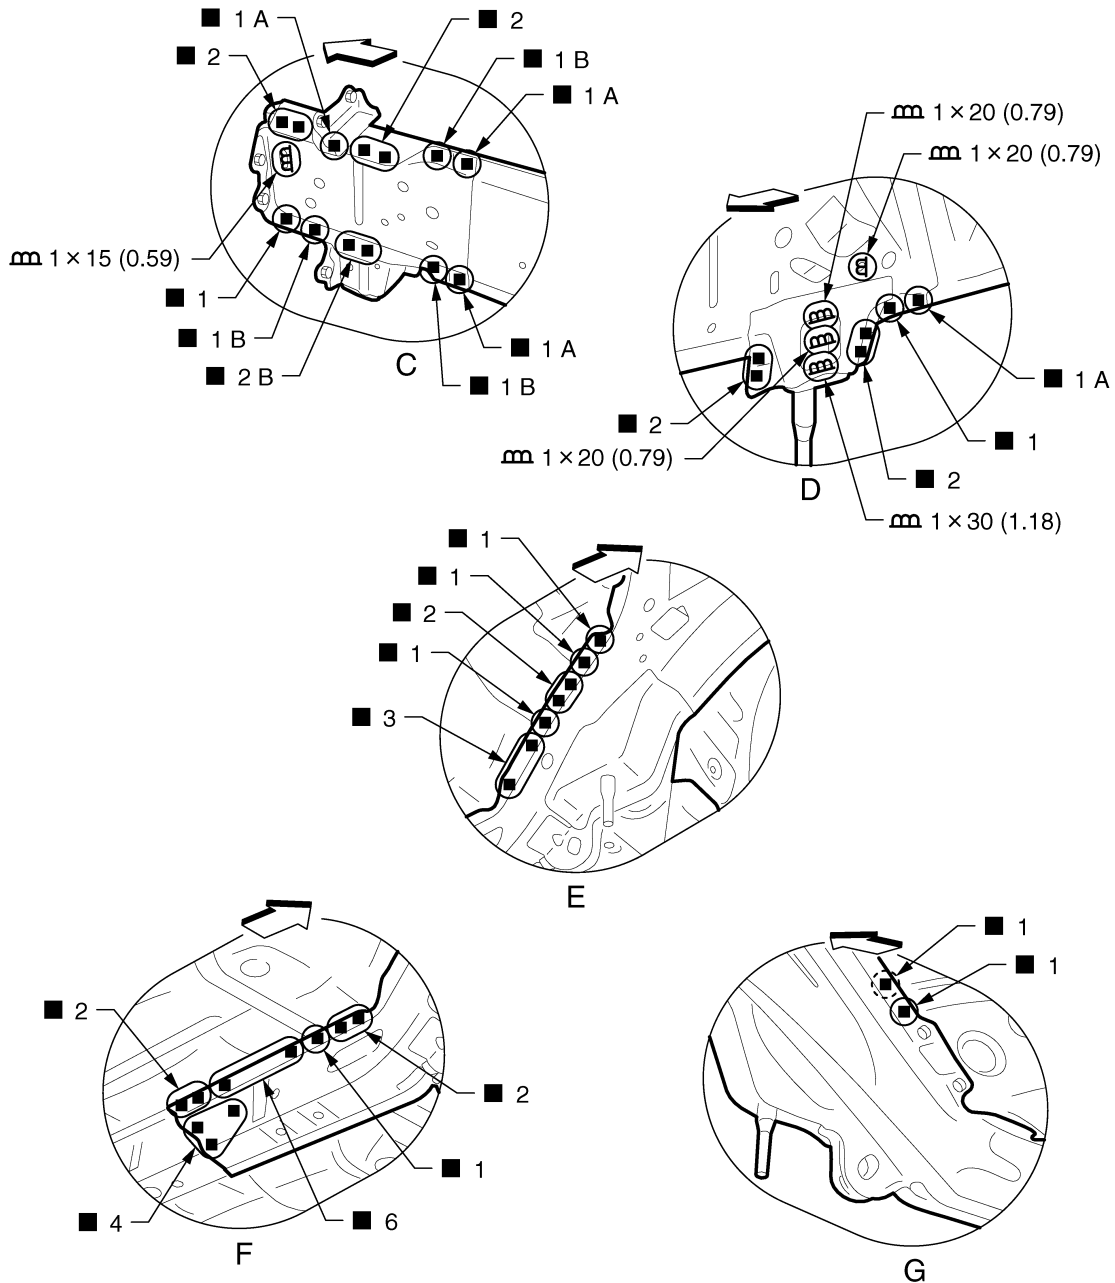 ■ 1 A
■ 2
■ 2
■ 1 B
■ 1 A
1×15 (0.59)
■ 1
■ 1 B
■ 2 B
■ 1 A
■ 1 B
C
1×20 (0.79)
1×20 (0.79)
■ 1 A
■ 2
■ 1
1×20 (0.79)
■ 2
1×30 (1.18)
D
■ 1
■ 1
■ 2
■ 1
■ 3
E
■ 2
■ 2
■ 1
■ 4
■ 6
F
■ 1
■ 1
G